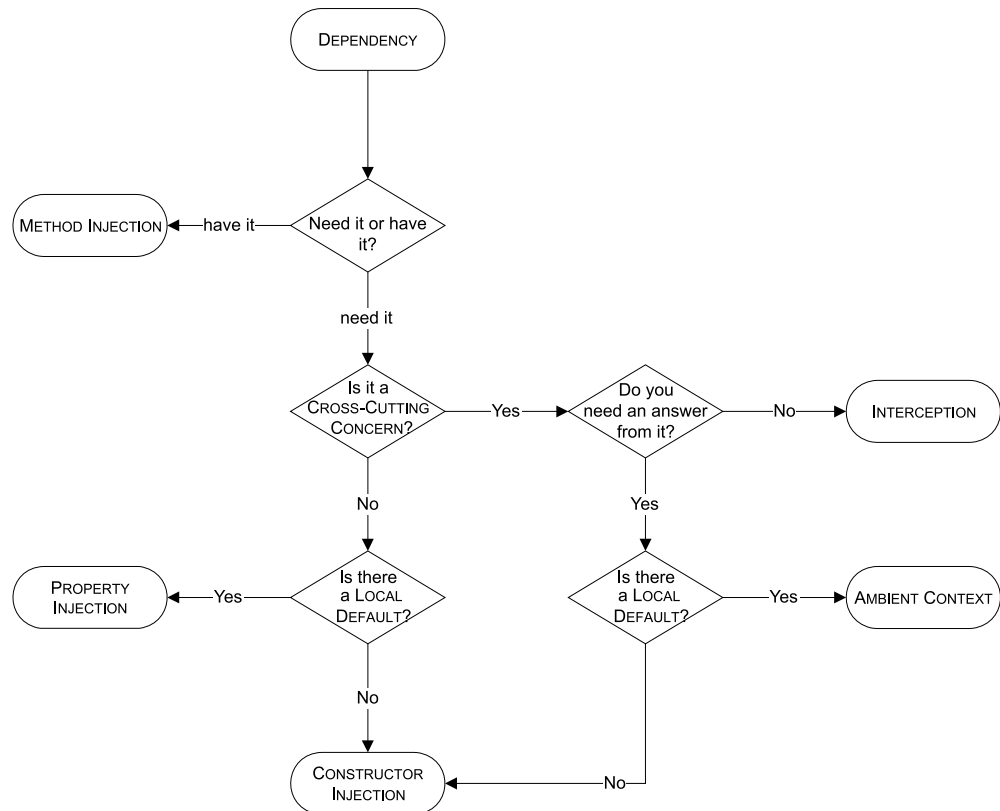 DEPENDENCY
METHOD INJECTION
have it
Need it or have
it?
need it
Is it a
CROSS-CUTTING
CONCERN?
Yes
Do you
need an answer
from it?
No
INTERCEPTION
No
Yes
PROPERTY
INJECTION
Yes
Is there
a LOCAL
DEFAULT?
Is there
a LOCAL
DEFAULT?
Yes
AMBIENT CONTEXT
No
CONSTRUCTOR
INJECTION
No